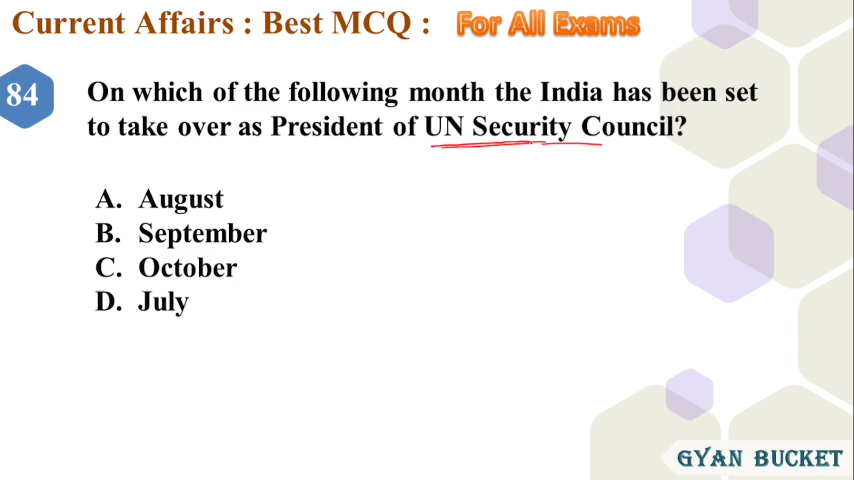 Current Affairs : Best MCQ : For All Exams
84
On which of the following month the India has been set
to take over as President of UN Security Council?
A. August
B. September
C. October
D. July
GYAN BUCKET